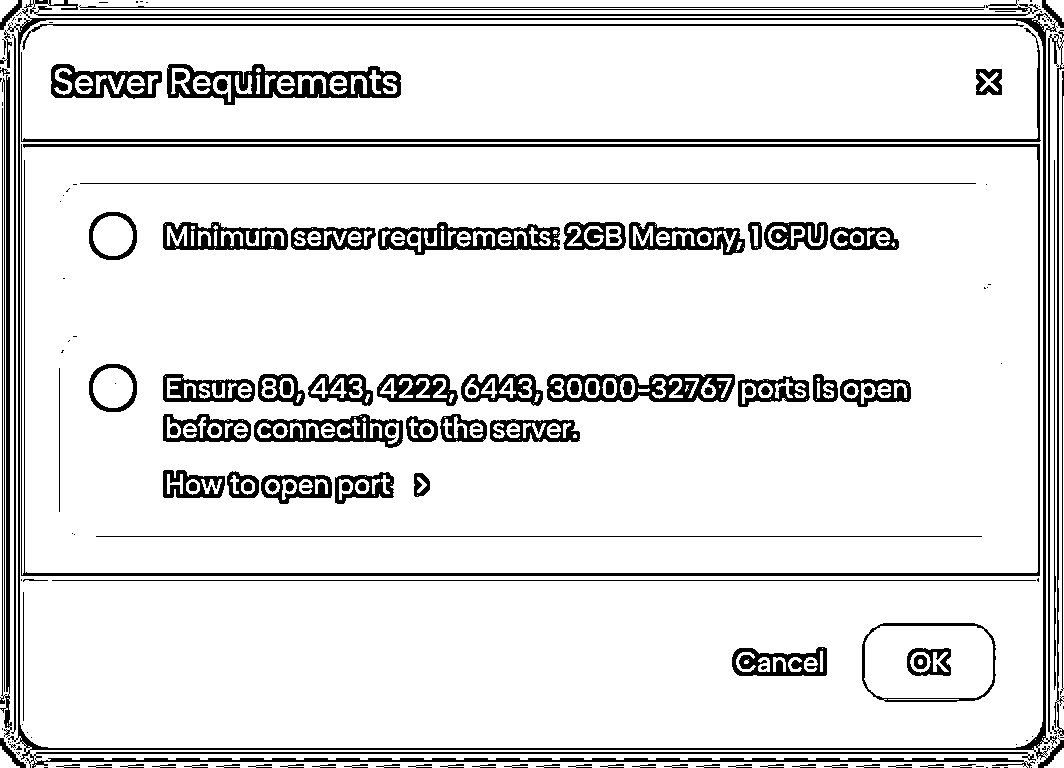 Server Requirements
Minimum server requirements: 2GB Memory, 1 CPU core.
Ensure 80, 443, 4222, 6443, 30000-32767 ports is open
before connecting to the server.
How to open port
Cancel
OK